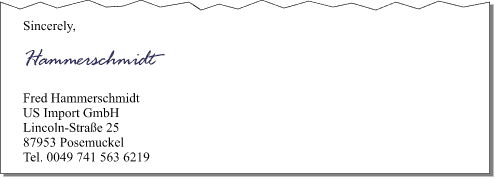 Sincerely,
Hammerschmidt
Fred Hammerschmidt
US Import GmbH
Lincoln-Straße 25
87953 Posemuckel
Tel. 0049 741 563 6219